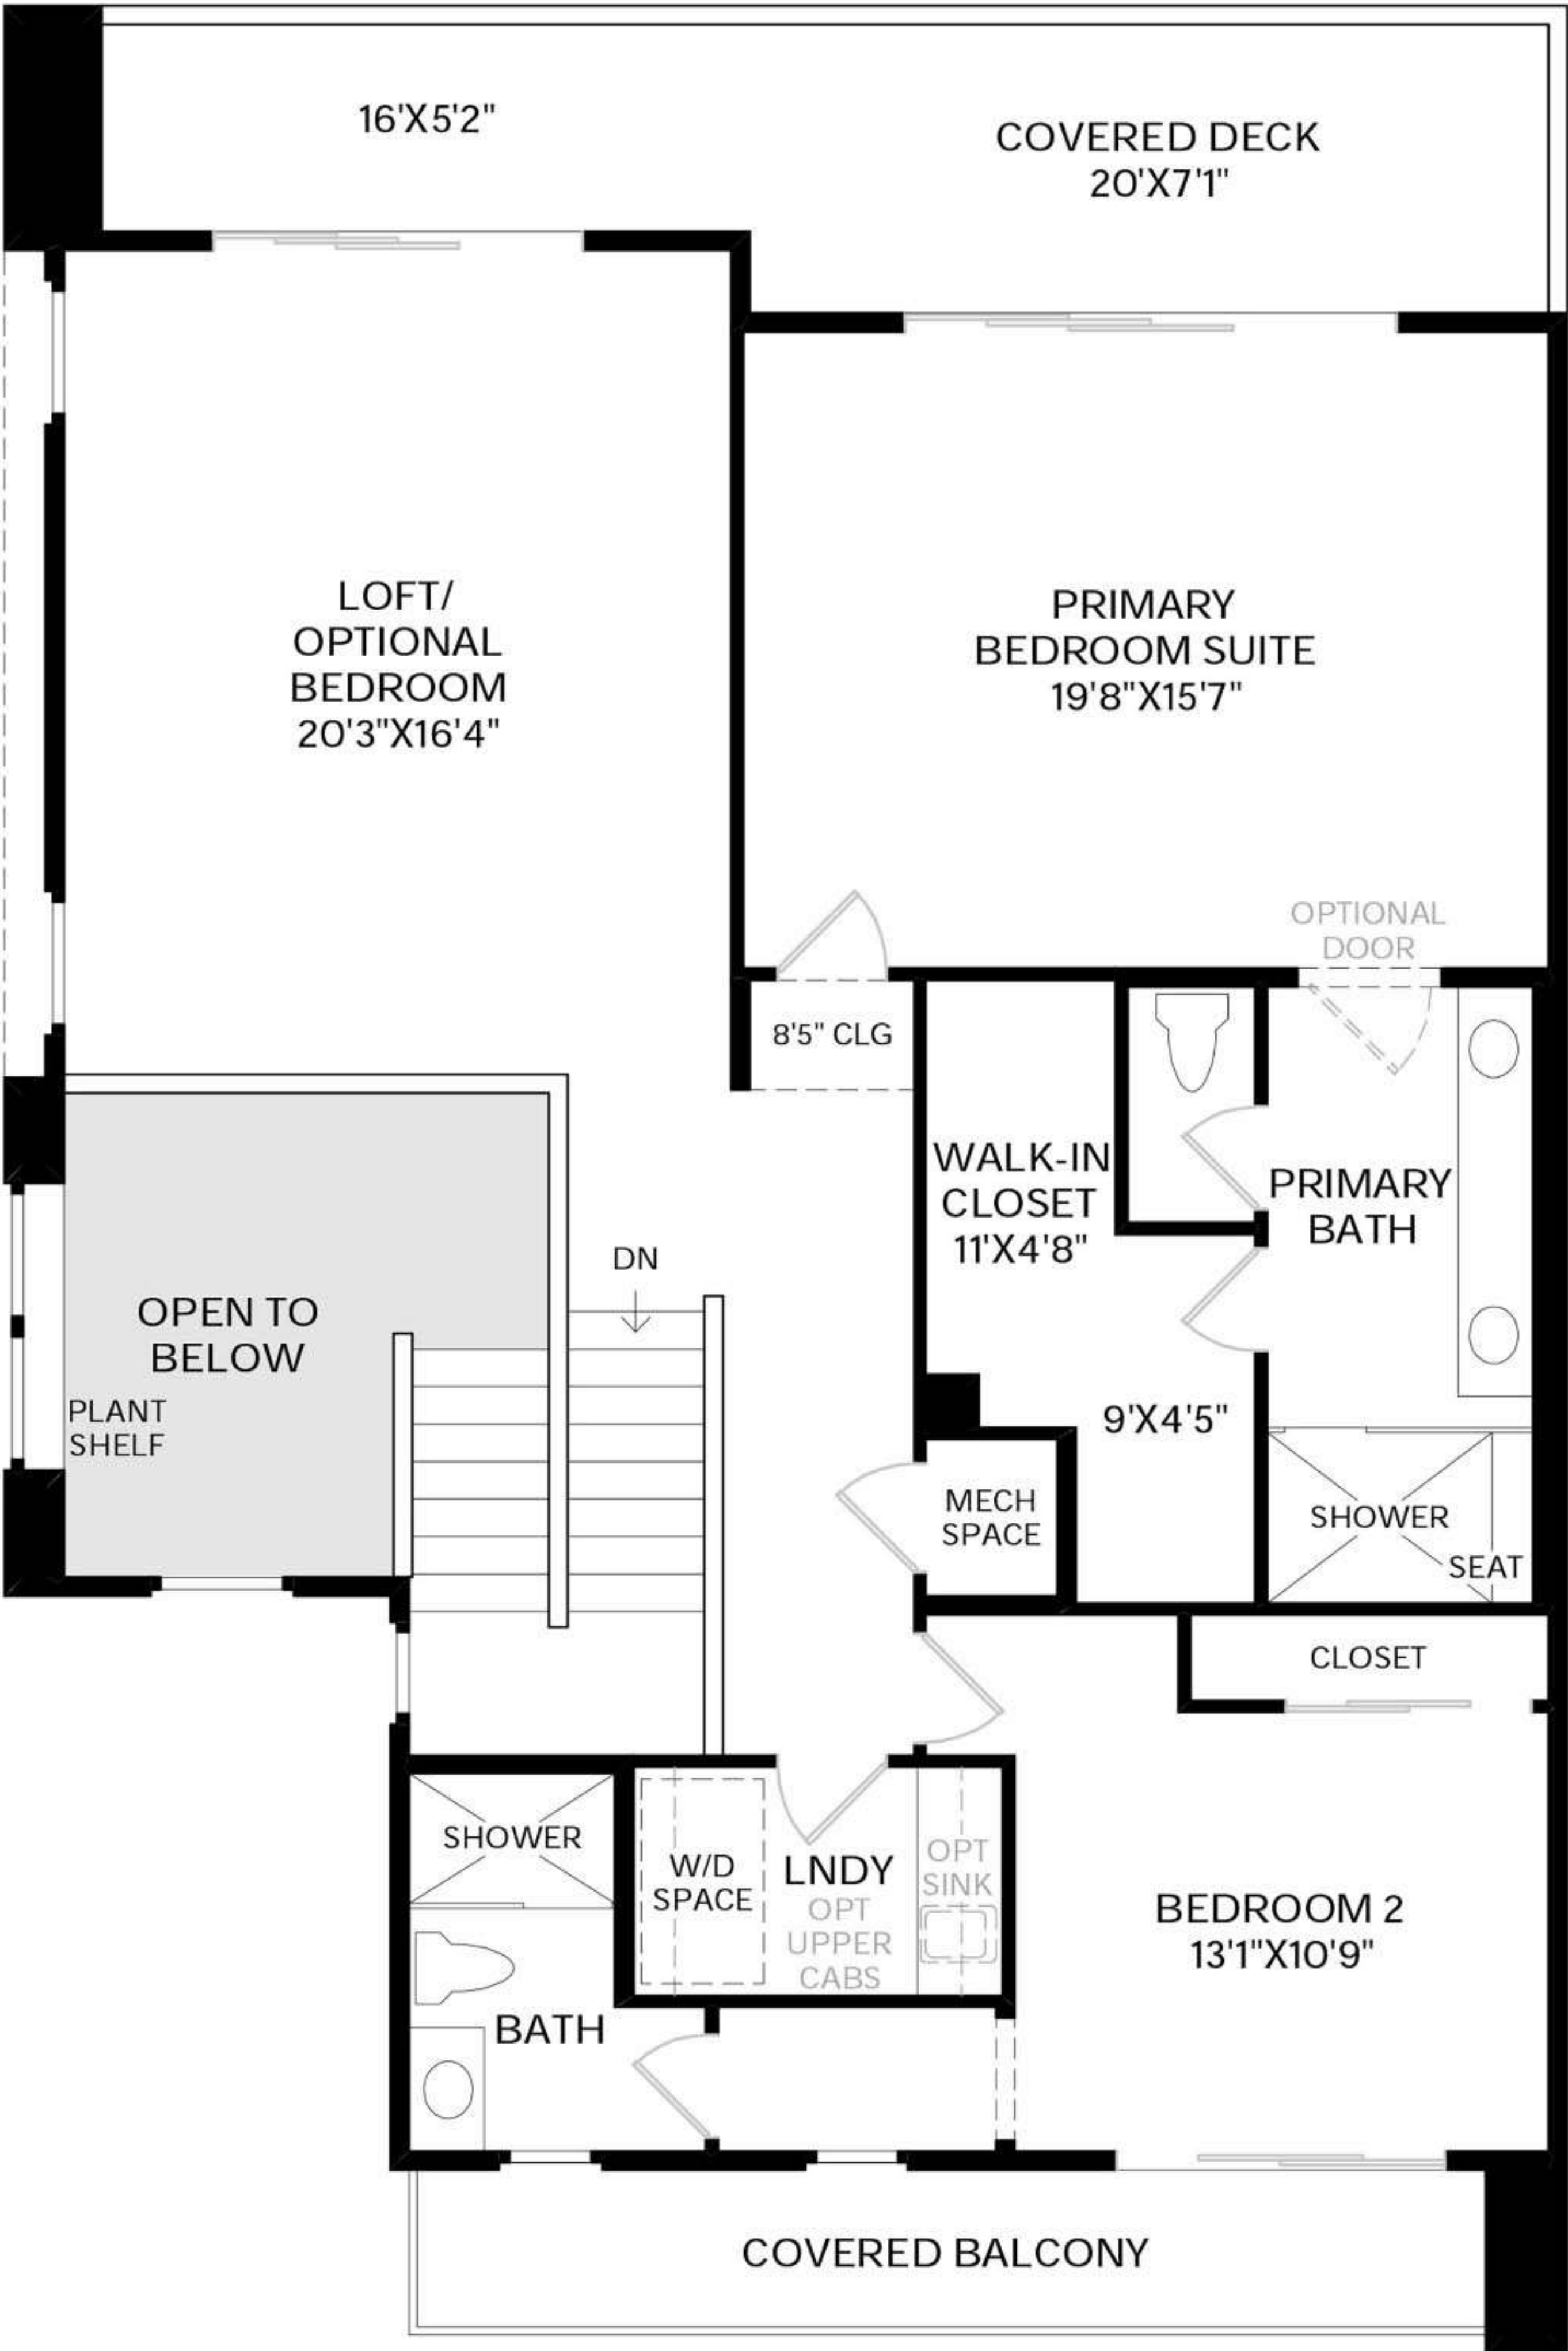 16'X5'2"
COVERED DECK
20'X7'1"
LOFT/
OPTIONAL
BEDROOM
20'3"X16'4"
PRIMARY
BEDROOM SUITE
19'8"X15'7"
OPTIONAL
DOOR
8'5" CLG
WALK-IN
CLOSET
11'X4'8"
PRIMARY
BATH
DN
OPEN TO
BELOW
PLANT
SHELF
9'X4'5"
MECH
SPACE
SHOWER
SEAT
CLOSET
SHOWER
W/D
SPACE
LNDY
OPT
UPPER
CABS
OPT
SINK
BEDROOM 2
13'1"X10'9"
BATH
COVERED BALCONY